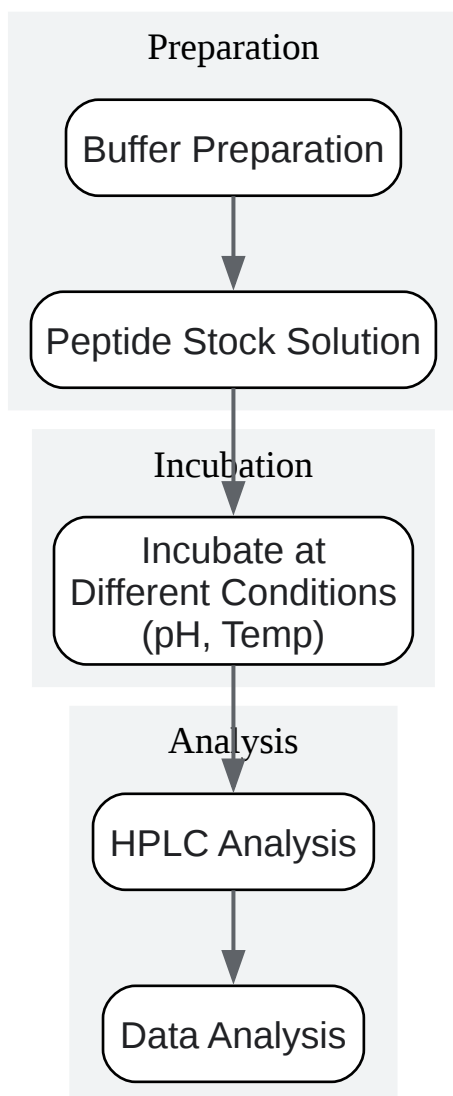 Preparation
Buffer Preparation
Peptide Stock Solution
Incubation
Incubate at
Different Conditions
(pH, Temp)
Analysis
HPLC Analysis
Data Analysis